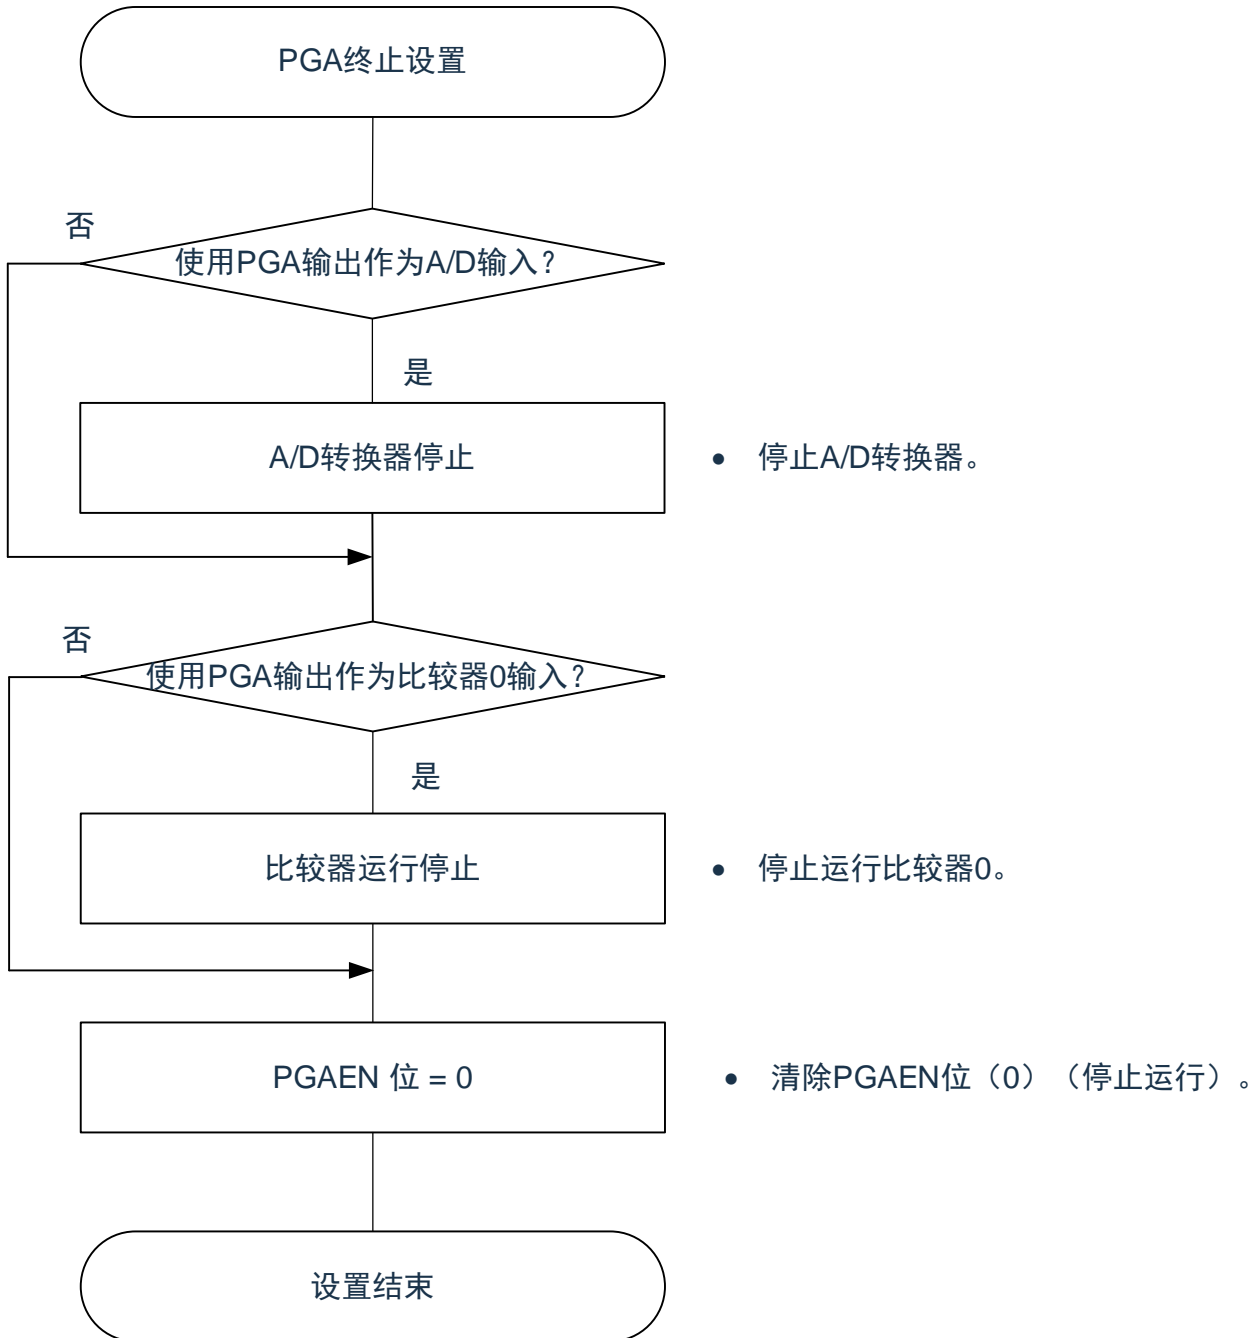 PGA终止设置
否
使用PGA输出作为A/D输入？
是
A/D转换器停止
• 停止A/D转换器。
否
使用PGA输出作为比较器0输入？
是
比较器运行停止
• 停止运行比较器0。
PGAEN 位 = 0
• 清除PGAEN位（0）（停止运行）。
设置结束